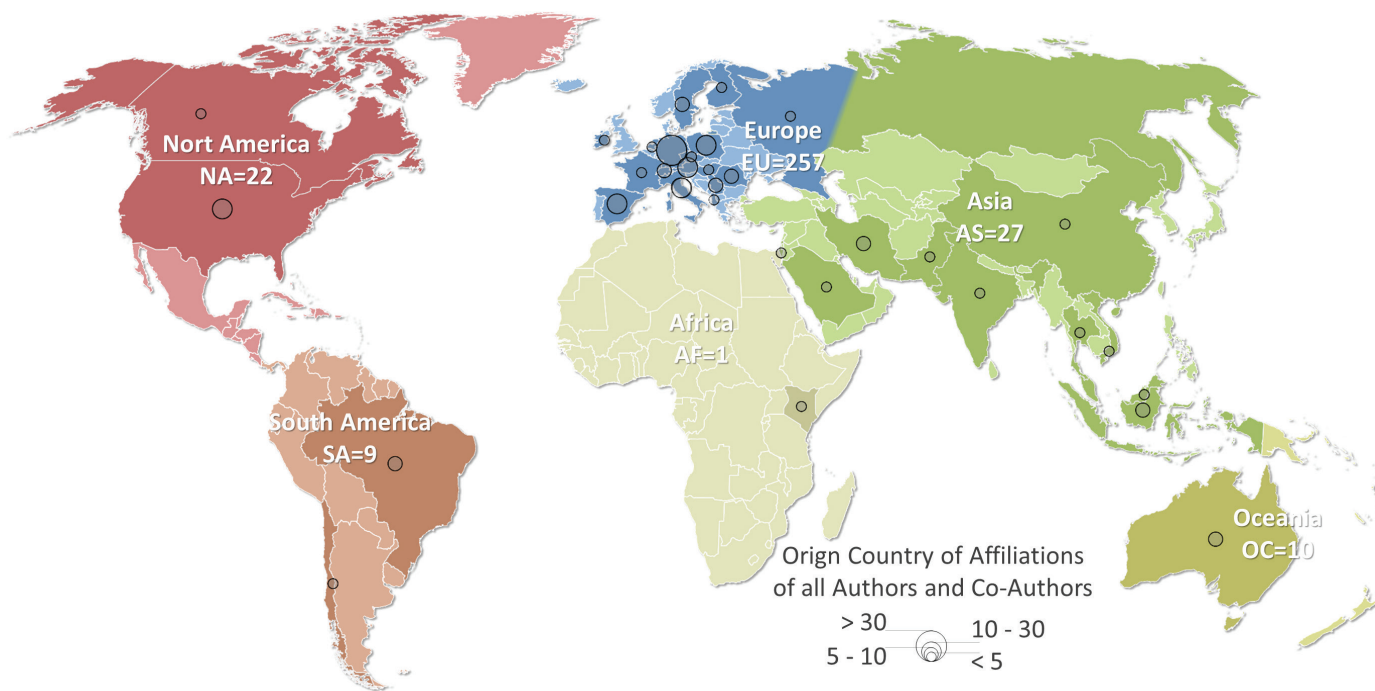 Nort America
NA=22
Europe
EU=257
Asia
AS=27
Africa
AF=1
South America
SA=9
Oceania
OC=10
Orign Country of Affiliations
of all Authors and Co-Authors
> 30
10 - 30
5 - 10
< 5